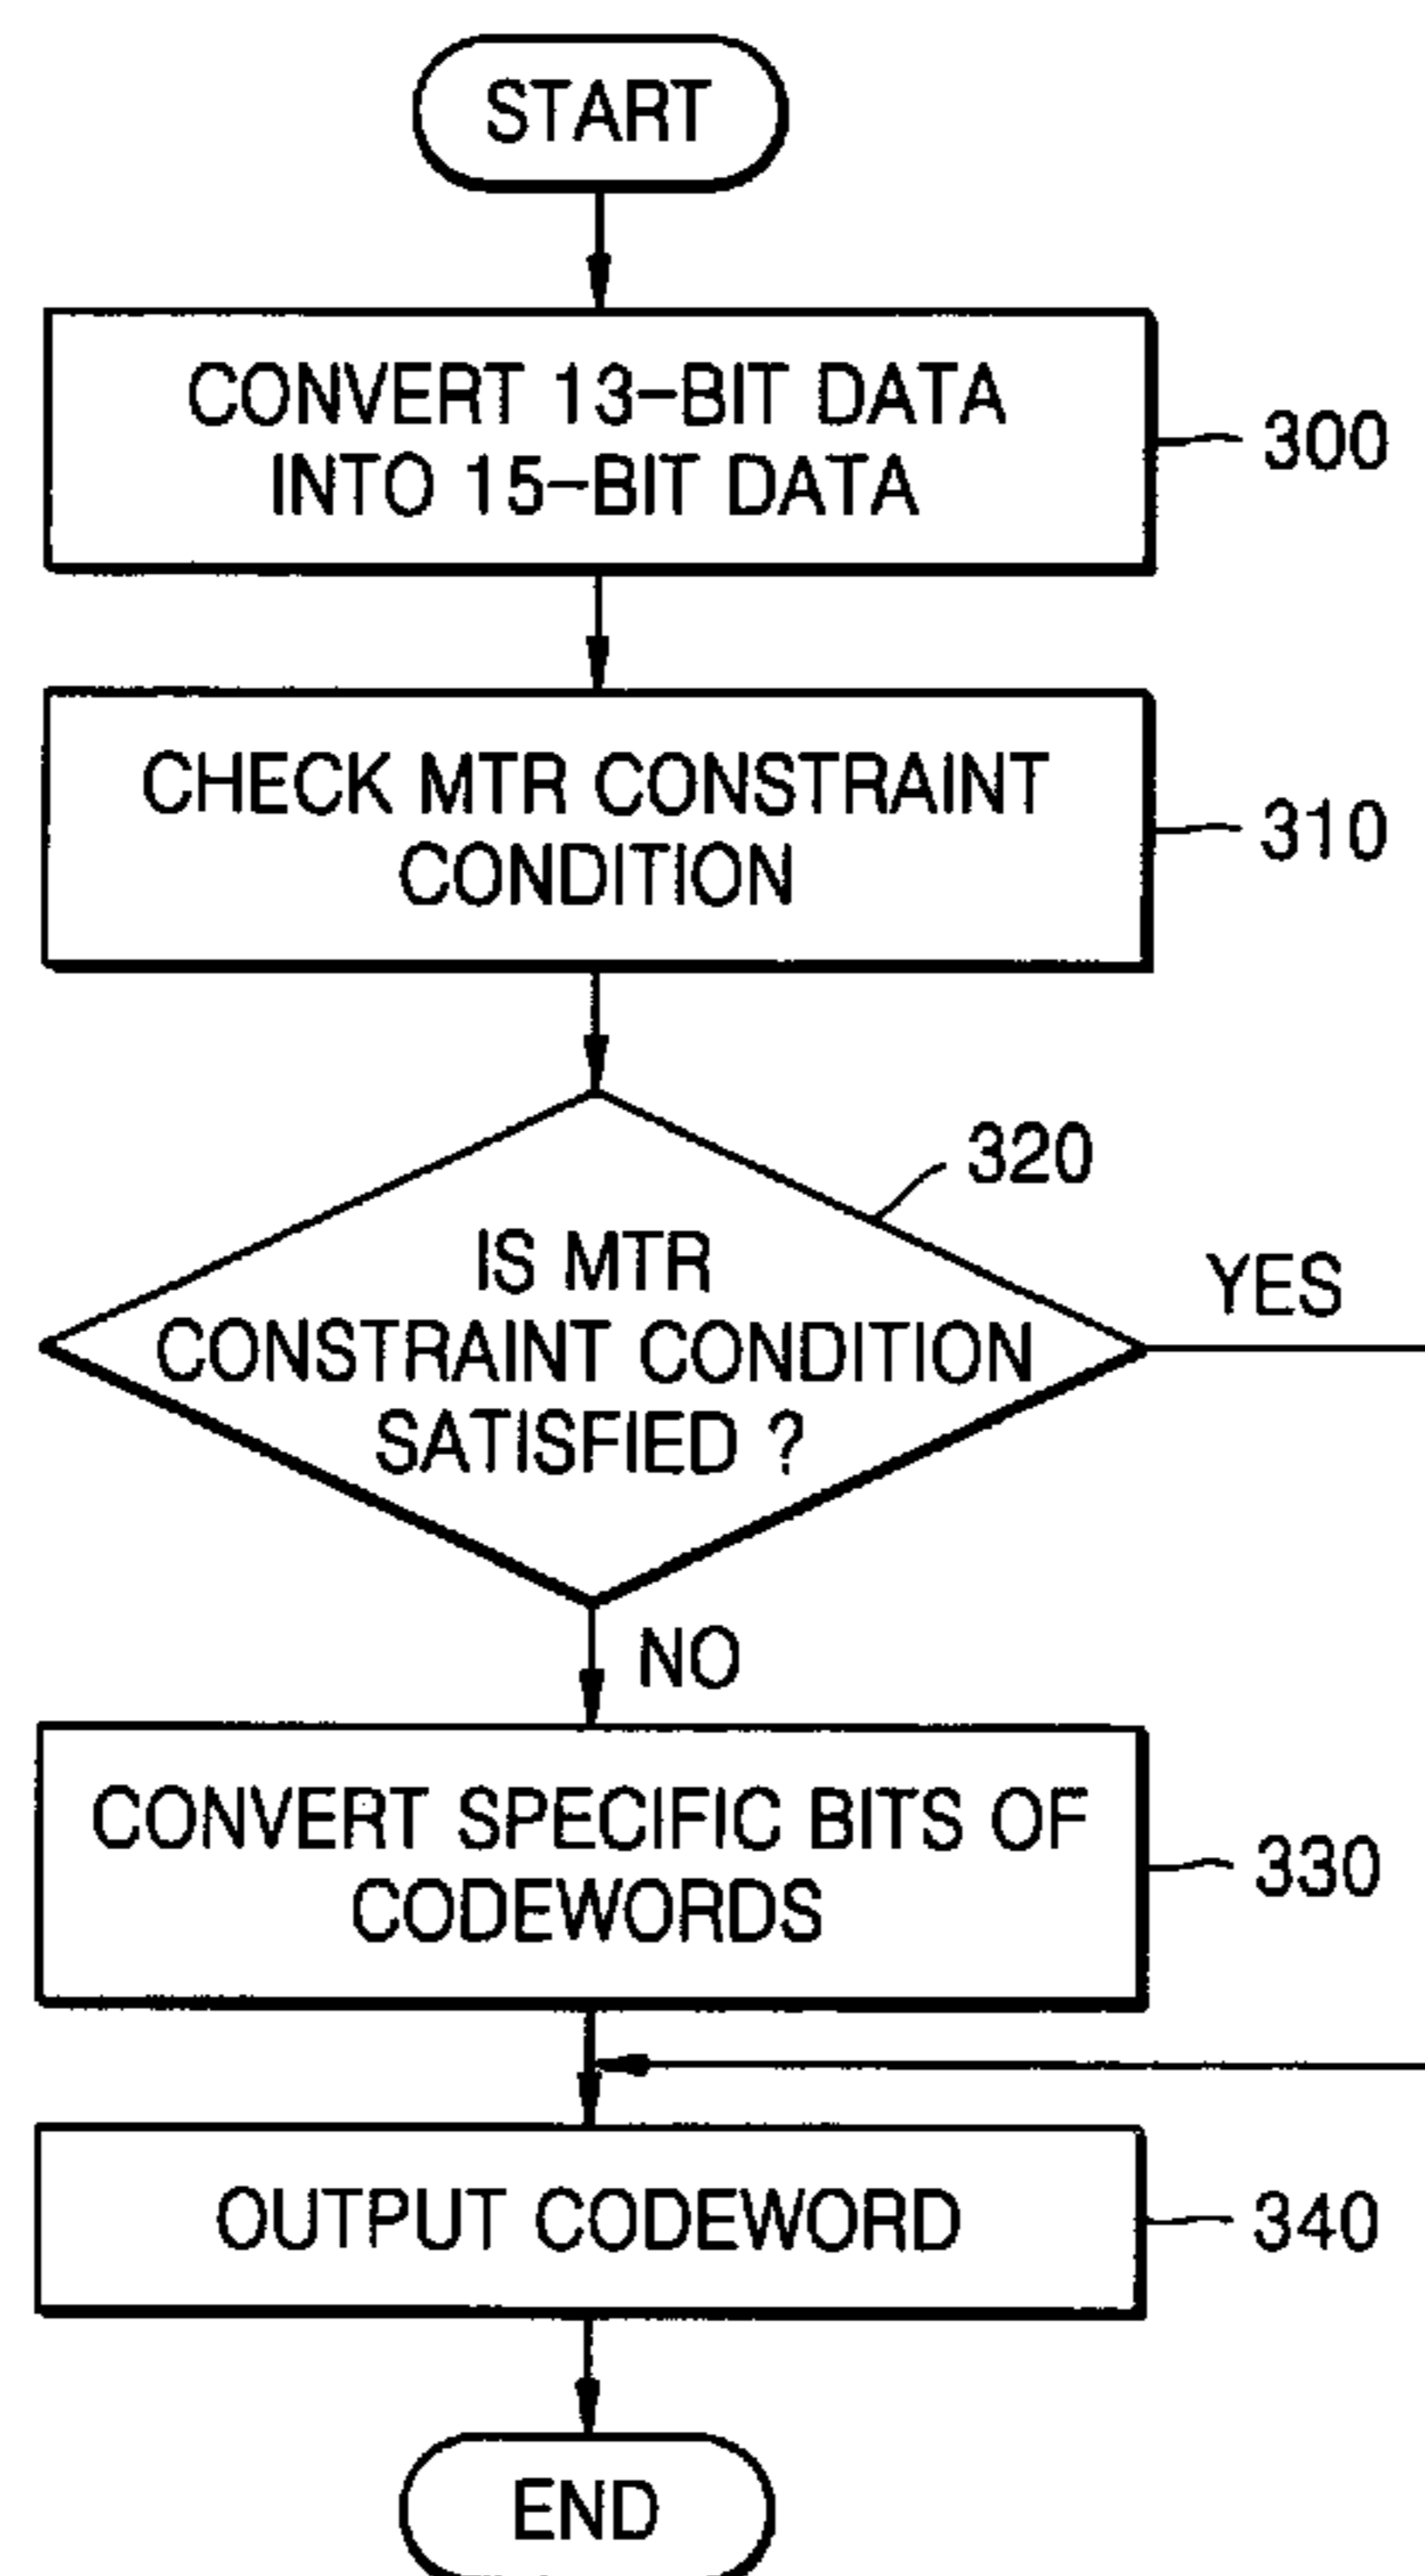 START
CONVERT 13-BIT DATA
INTO 15-BIT DATA
300
CHECK MTR CONSTRAINT
CONDITION
310
320
IS MTR
CONSTRAINT CONDITION
SATISFIED ?
YES
NO
CONVERT SPECIFIC BITS OF
CODEWORDS
330
OUTPUT CODEWORD
340
END